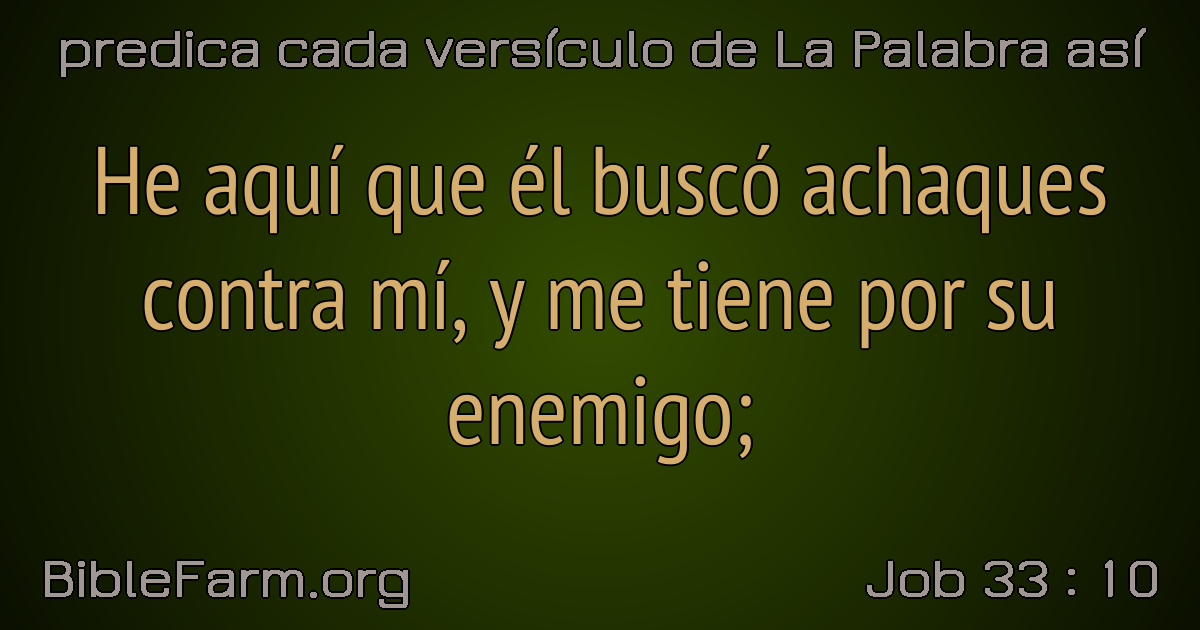 predica cada versículo de La Palabra así
He aquí que él buscó achaques
contra mí, y me tiene por su
enemigo;
BibleFarm.org
Job 33 : 10